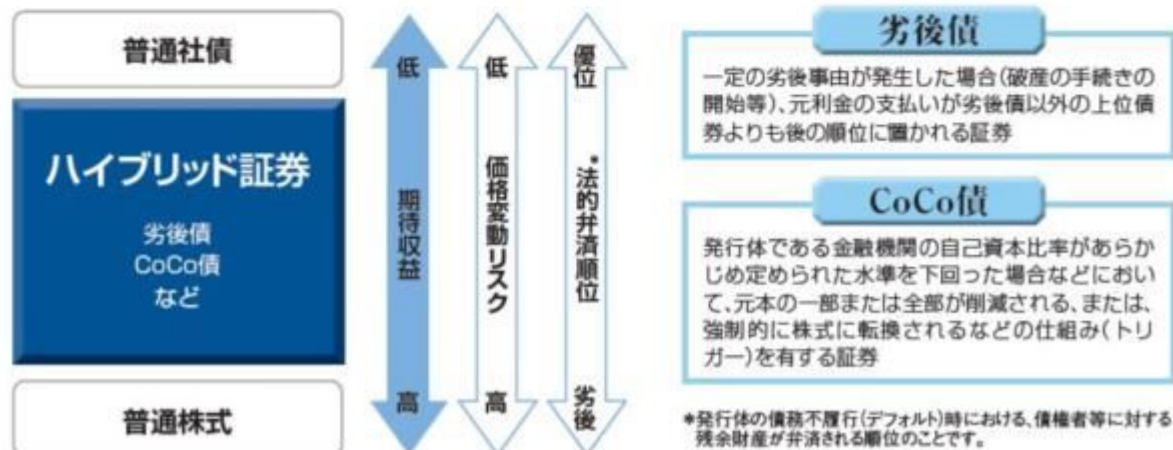 普通社債
ハイブリッド証券
劣後債
CoCo債
など
普通株式
低
期待収益
高
低
価格変動リスク
高
優位
*法的弁済順位
劣後
劣後債
一定の劣後事由が発生した場合(破産の手続きの
開始等)、元利金の支払いが劣後債以外の上位債
券よりも後の順位に置かれる証券
CoCo債
発行体である金融機関の自己資本比率があらか
じめ定められた水準を下回った場合などにおい
て、元本の一部または全部が削減される、または、
強制的に株式に転換されるなどの仕組み(トリ
ガー)を有する証券
*発行体の債務不履行(デフォルト)時における、債権者等に対する
残余財産が弁済される順位のことです。